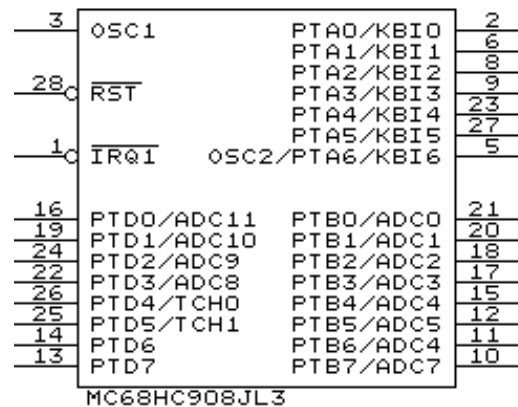 3 OSC1 PTA0/KBI0 2
PTA1/KBI1 6
PTA2/KBI2 8
28 RST PTA3/KBI3 9
PTA4/KBI4 23
PTA5/KBI5 27
1 IRQ1 OSC2/PTA6/KBI6 5
16 PTD0/ADC11 PTB0/ADC0 21
19 PTD1/ADC10 PTB1/ADC1 20
24 PTD2/ADC9 PTB2/ADC2 18
22 PTD3/ADC8 PTB3/ADC3 17
26 PTD4/TCH0 PTB4/ADC4 15
25 PTD5/TCH1 PTB5/ADC5 12
14 PTD6 PTB6/ADC4 11
13 PTD7 PTB7/ADC7 10
MC68HC908JL3